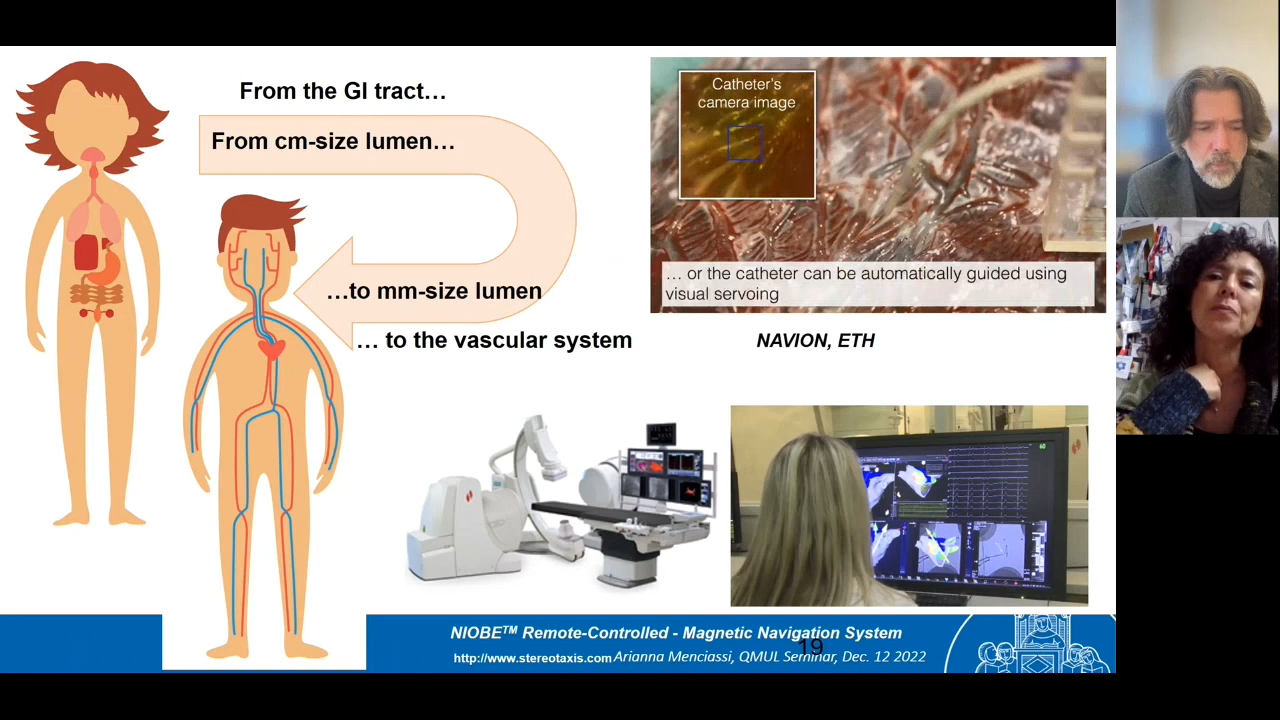 From the GI tract…
From cm-size lumen…
…to mm-size lumen
… to the vascular system
Catheter's
camera image
… or the catheter can be automatically guided using
visual servoing
NAVION, ETH
60
NIOBE™ Remote-Controlled - Magnetic Navigation System
19
http://www.stereotaxis.com Arianna Menciassi, QMUL Seminar, Dec. 12 2022